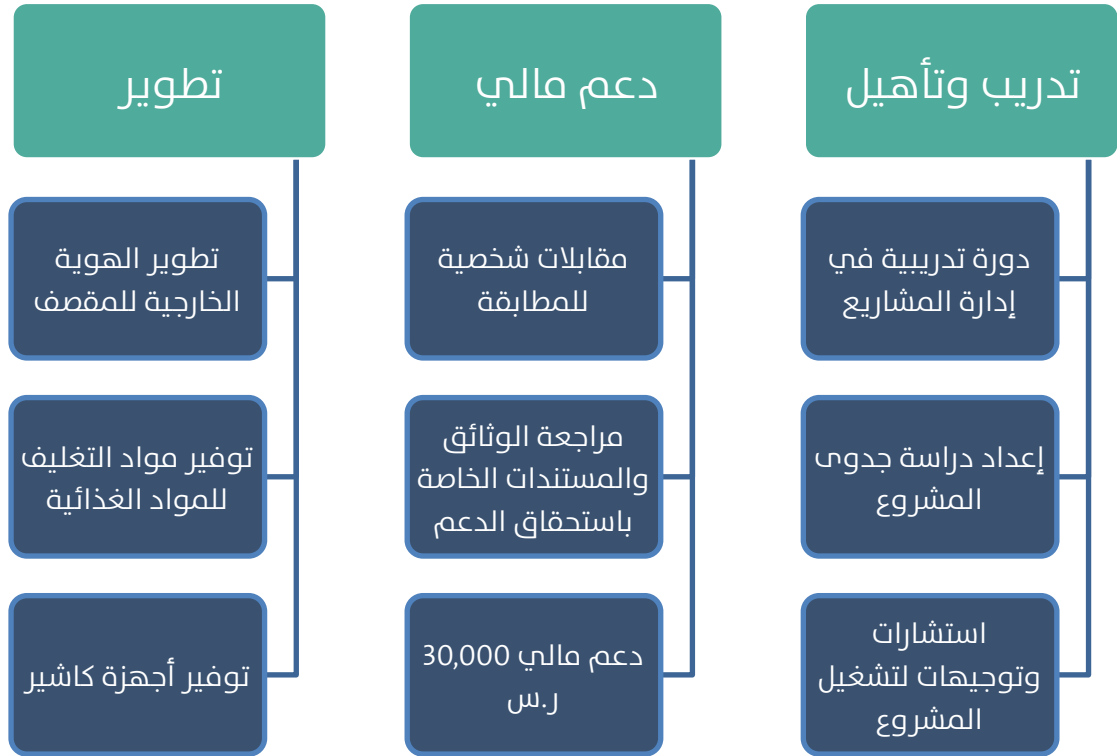 تدريب وتأهيل
دورة تدريبية في
إدارة المشاريع
إعداد دراسة جدوى
المشروع
استشارات
وتوجيهات لتشغيل
المشروع
دعم مالي
مقابلات شخصية
للمطابقة
مراجعة الوثائق
والمستندات الخاصة
باستحقاق الدعم
دعم مالي 30,000
ر.س
تطوير
تطوير الهوية
الخارجية للمقصف
توفير مواد التغليف
للمواد الغذائية
توفير أجهزة كاشير